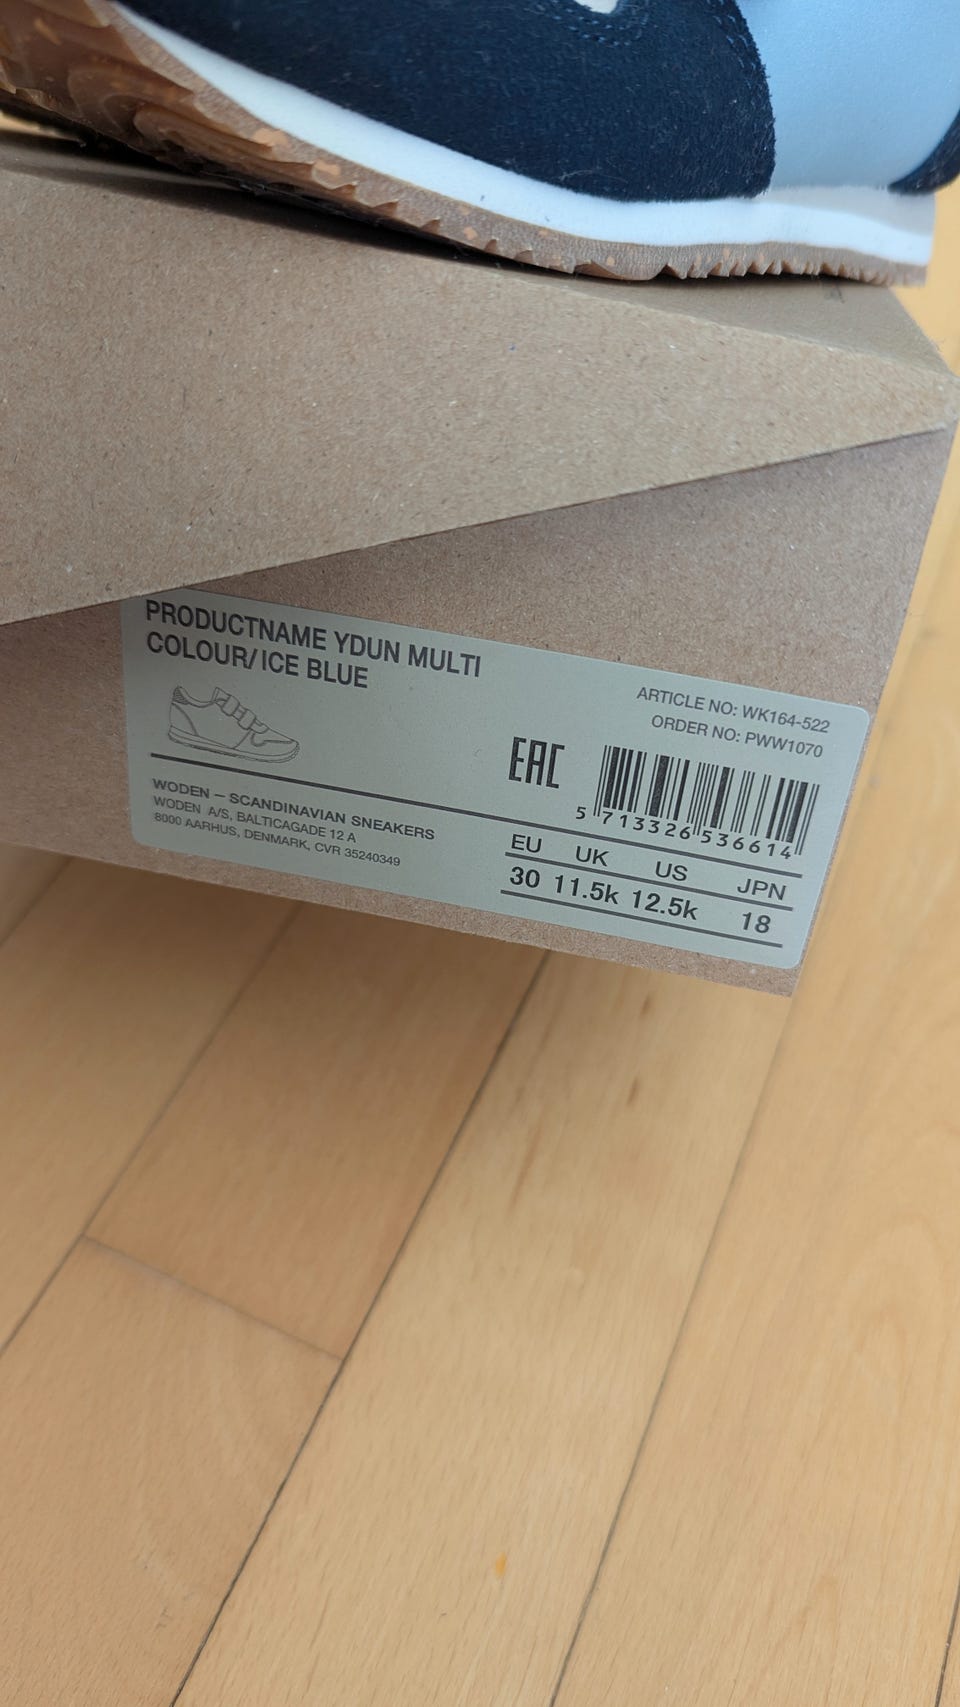 PRODUCTNAME YDUN MULTI
COLOUR/ICE BLUE
ARTICLE NO: WK164-522
ORDER NO: PWW1070
EAC
5 713326 536614
WODEN – SCANDINAVIAN SNEAKERS
WODEN A/S, BALTICAGADE 12 A
8000 AARHUS, DENMARK, CVR 35240349
EU UK US JPN
30 11.5k 12.5k 18